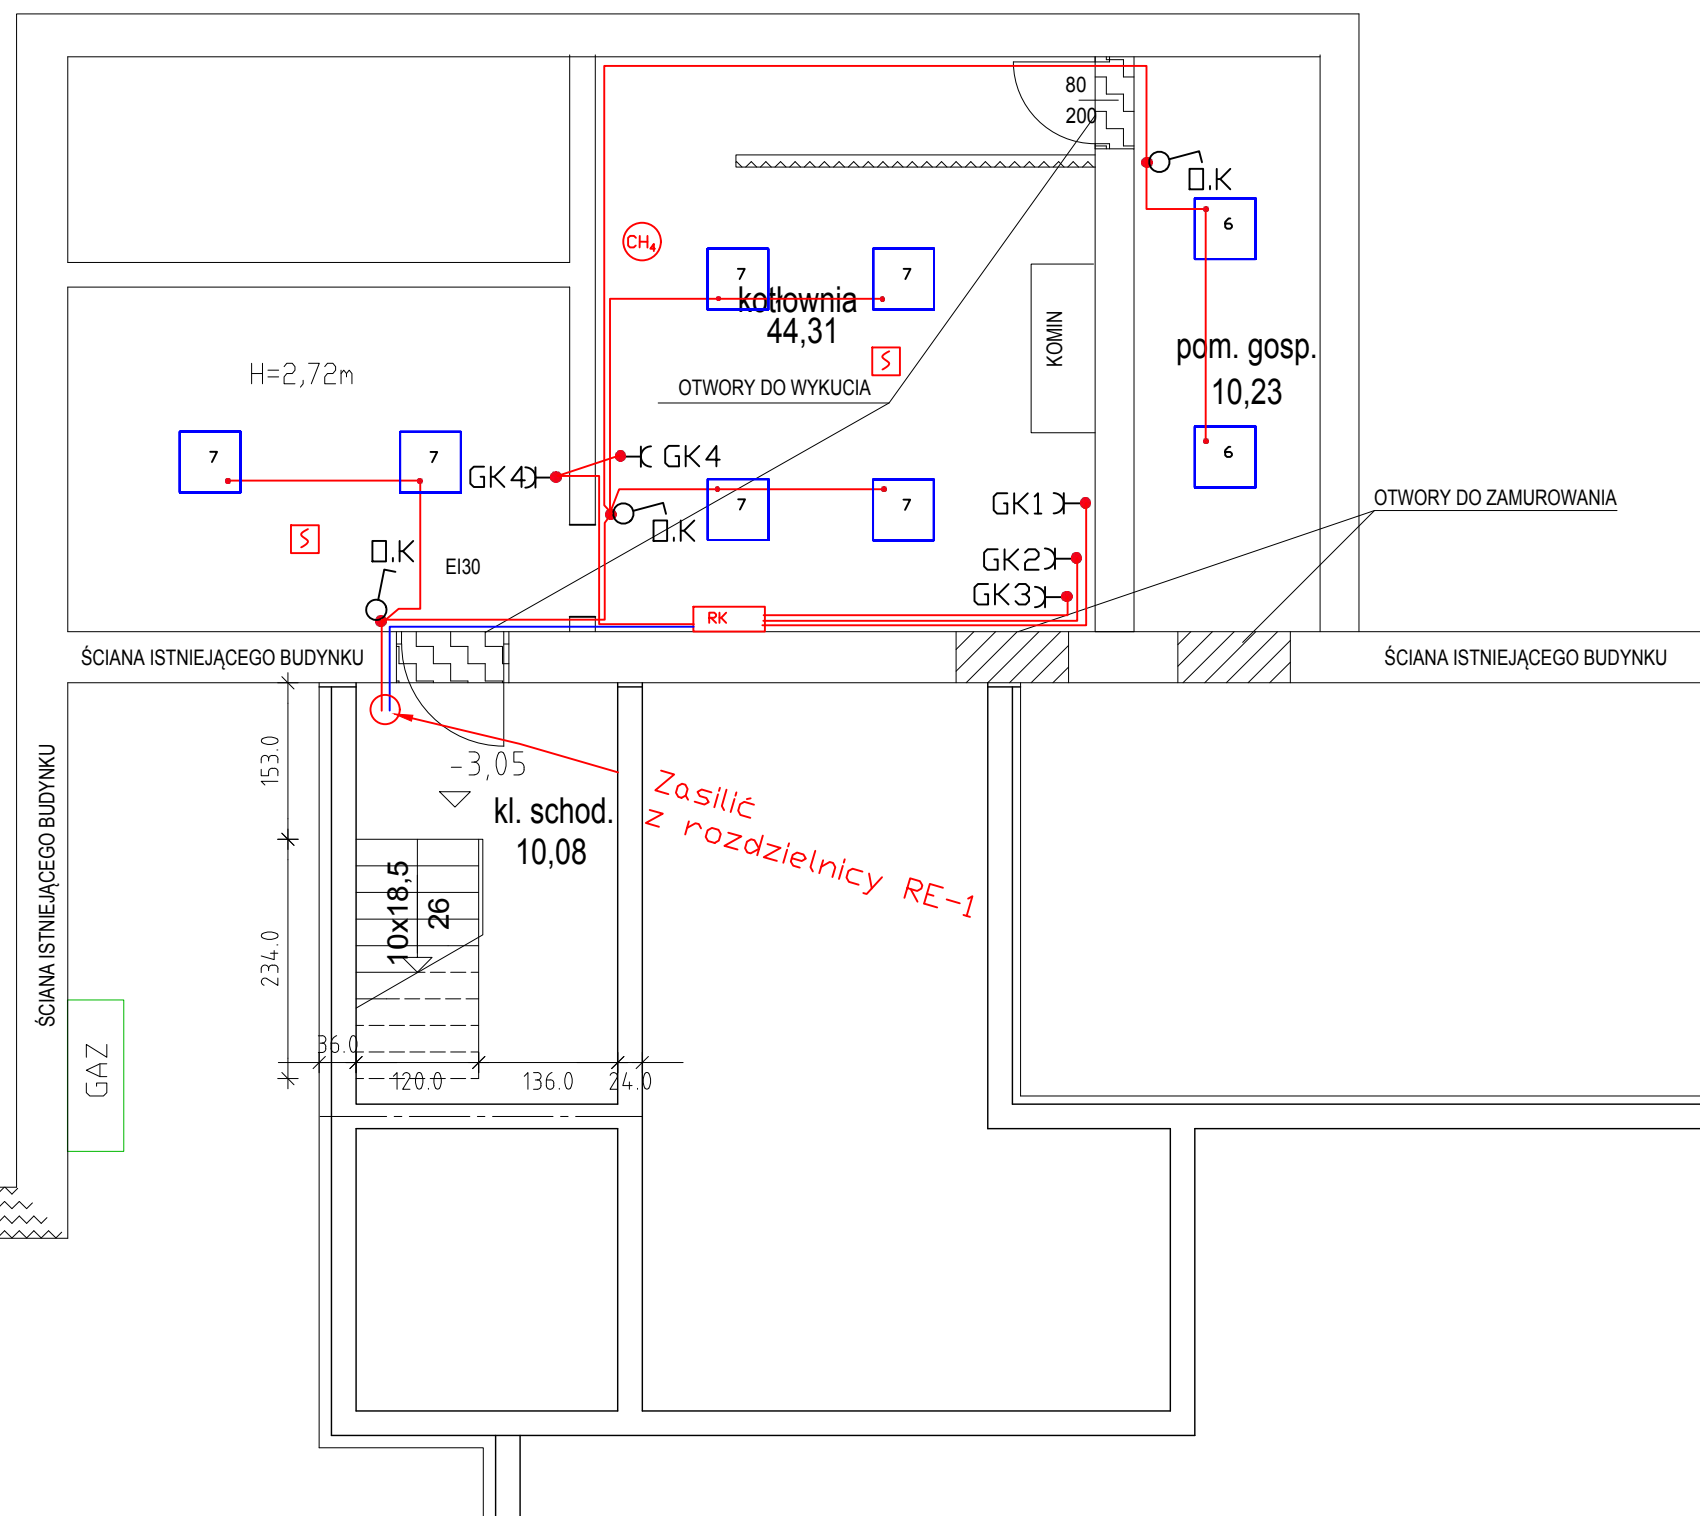 80
200
O.K
6
CH4
7
7
kotłownia
44,31
KOMIN
pom. gosp.
10,23
S
H=2,72m
OTWORY DO WYKUCIA
7
7
GK4
GK4
7
7
6
GK1
OTWORY DO ZAMUROWANIA
S
O.K
O.K
EI30
GK2
GK3
RK
ŚCIANA ISTNIEJĄCEGO BUDYNKU
ŚCIANA ISTNIEJĄCEGO BUDYNKU
ŚCIANA ISTNIEJĄCEGO BUDYNKU
153.0
-3,05
kl. schod.
10,08
Zasilić
z rozdzielnicy RE-1
10x18,5
26
234.0
GAZ
36.0
120.0
136.0
24.0